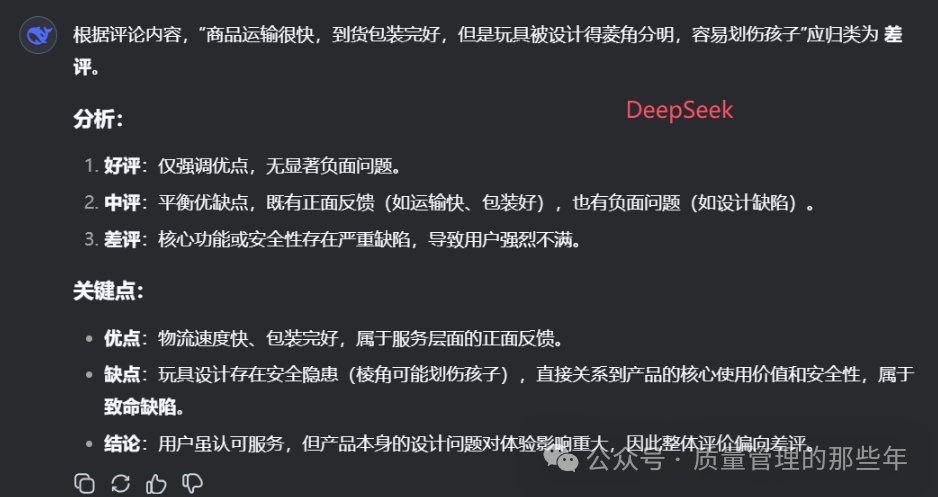 根据评论内容，“商品运输很快，到货包装完好，但是玩具被设计得菱角分明，容易划伤孩子”应归类为 差
评。
DeepSeek
分析：
1. 好评：仅强调优点，无显著负面问题。
2. 中评：平衡优缺点，既有正面反馈（如运输快、包装好），也有负面问题（如设计缺陷）。
3. 差评：核心功能或安全性存在严重缺陷，导致用户强烈不满。
关键点：
• 优点：物流速度快、包装完好，属于服务层面的正面反馈。
• 缺点：玩具设计存在安全隐患（棱角可能划伤孩子），直接关系到产品的核心使用价值和安全性，属于
致命缺陷。
• 结论：用户虽认可服务，但产品本身的设计问题对体验影响重大，因此整体评价偏向差评。
公众号 · 质量管理的那些年